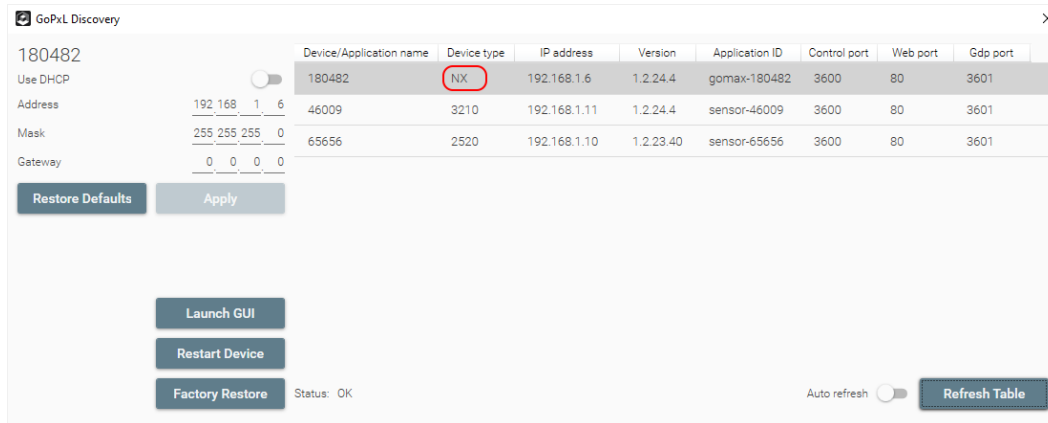 GoPxL Discovery
180482
Use DHCP
Address 192 . 168 . 1 . 6
Mask 255 . 255 . 255 . 0
Gateway 0 . 0 . 0 . 0
Restore Defaults Apply
Launch GUI
Restart Device
Factory Restore
Device/Application name Device type IP address Version Application ID Control port Web port Gdp port
180482 NX 192.168.1.6 1.2.24.4 gomax-180482 3600 80 3601
46009 3210 192.168.1.11 1.2.24.4 sensor-46009 3600 80 3601
65656 2520 192.168.1.10 1.2.23.40 sensor-65656 3600 80 3601
Status: OK Auto refresh Refresh Table